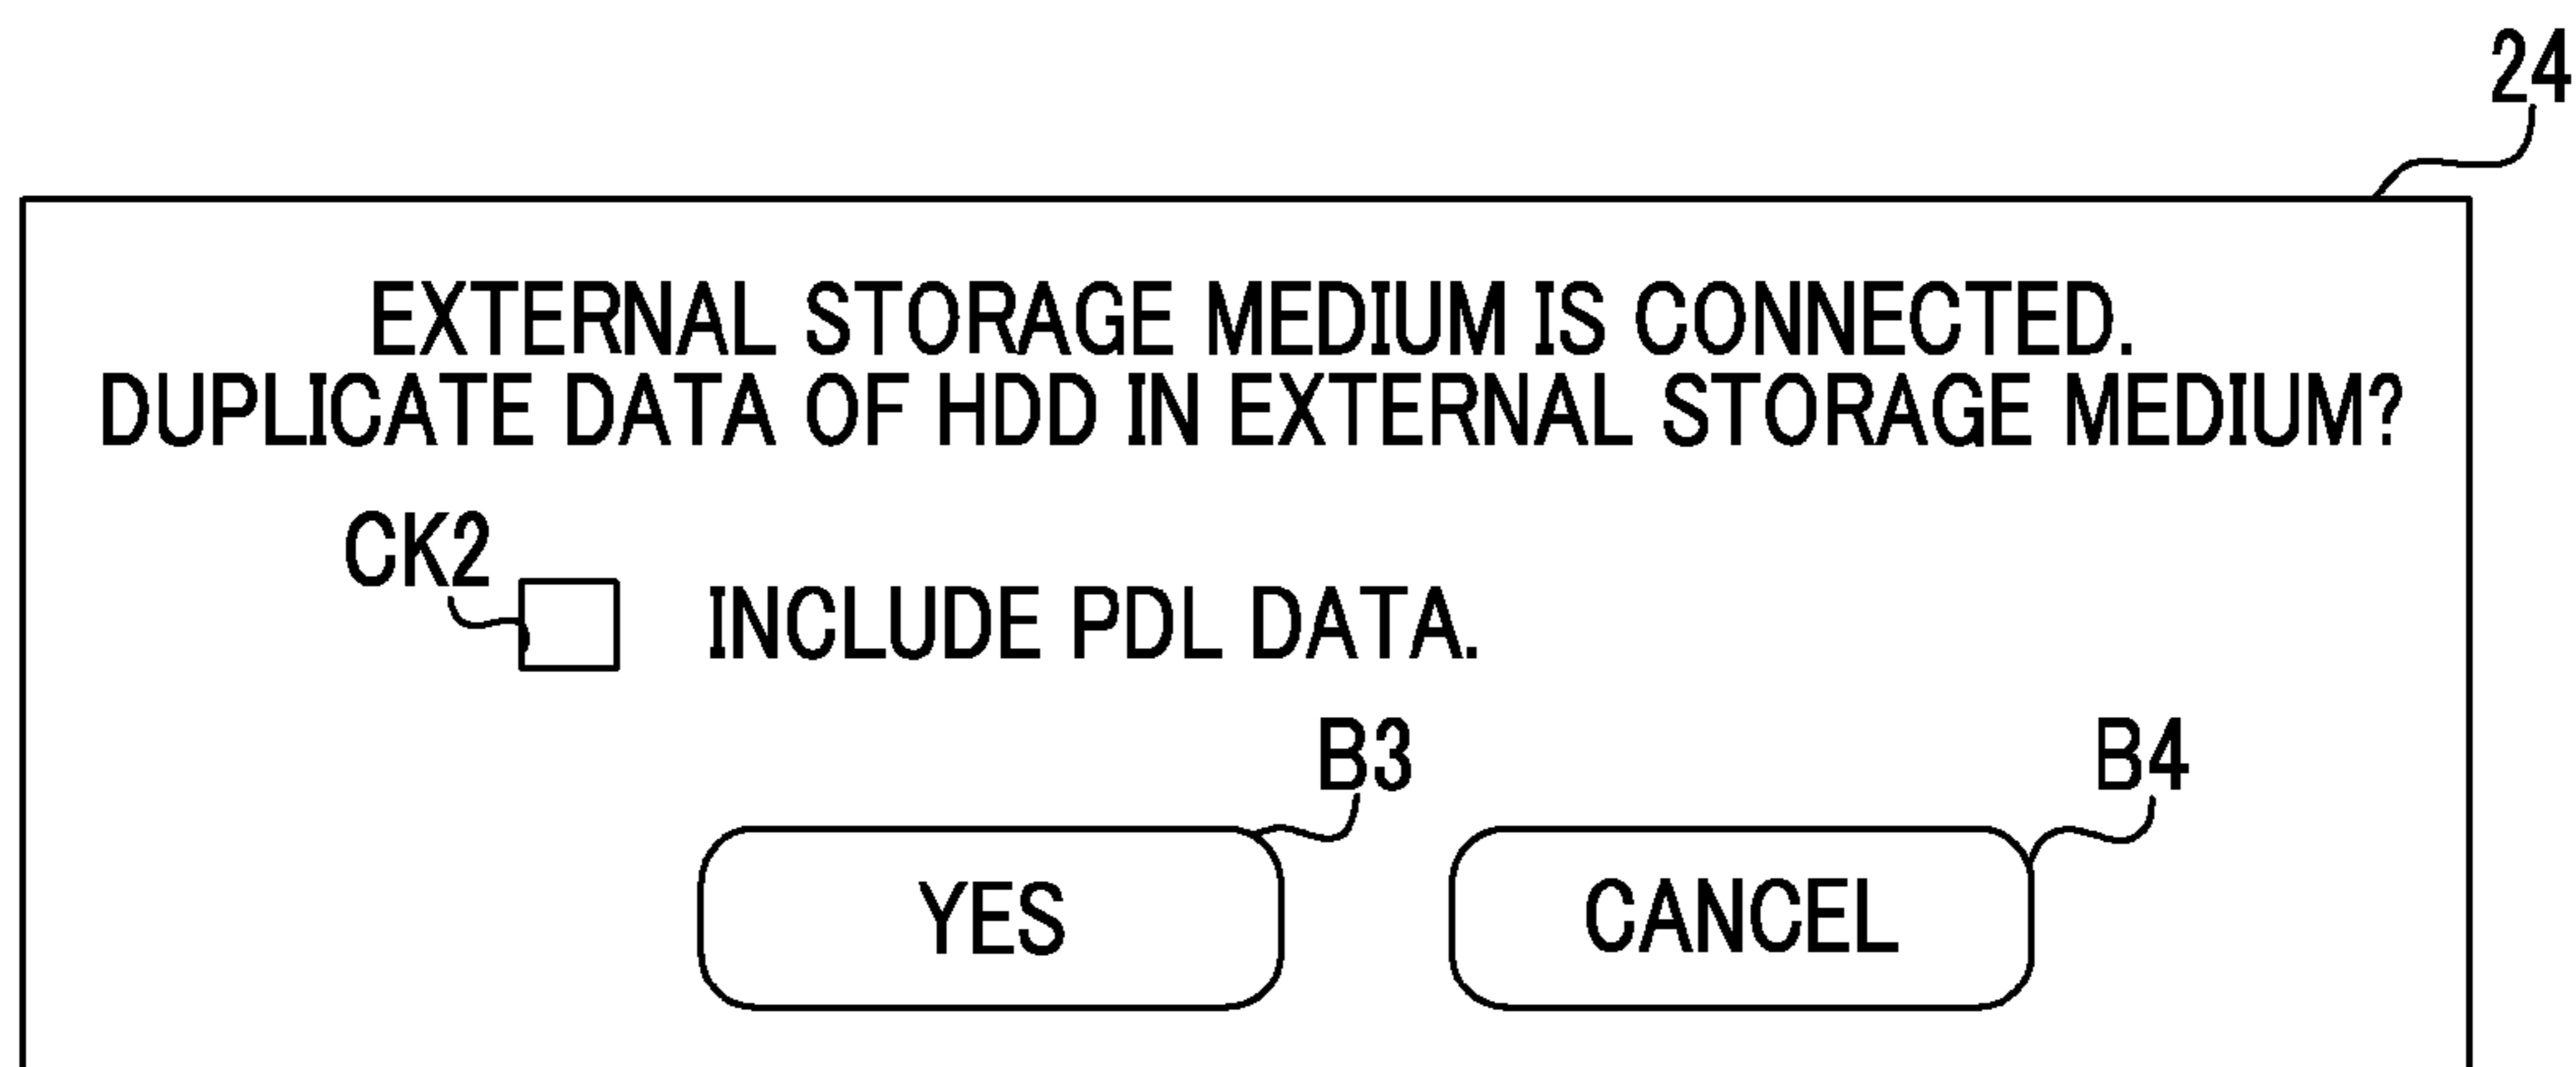 24
EXTERNAL STORAGE MEDIUM IS CONNECTED.
DUPLICATE DATA OF HDD IN EXTERNAL STORAGE MEDIUM?
CK2
INCLUDE PDL DATA.
B3
B4
YES
CANCEL